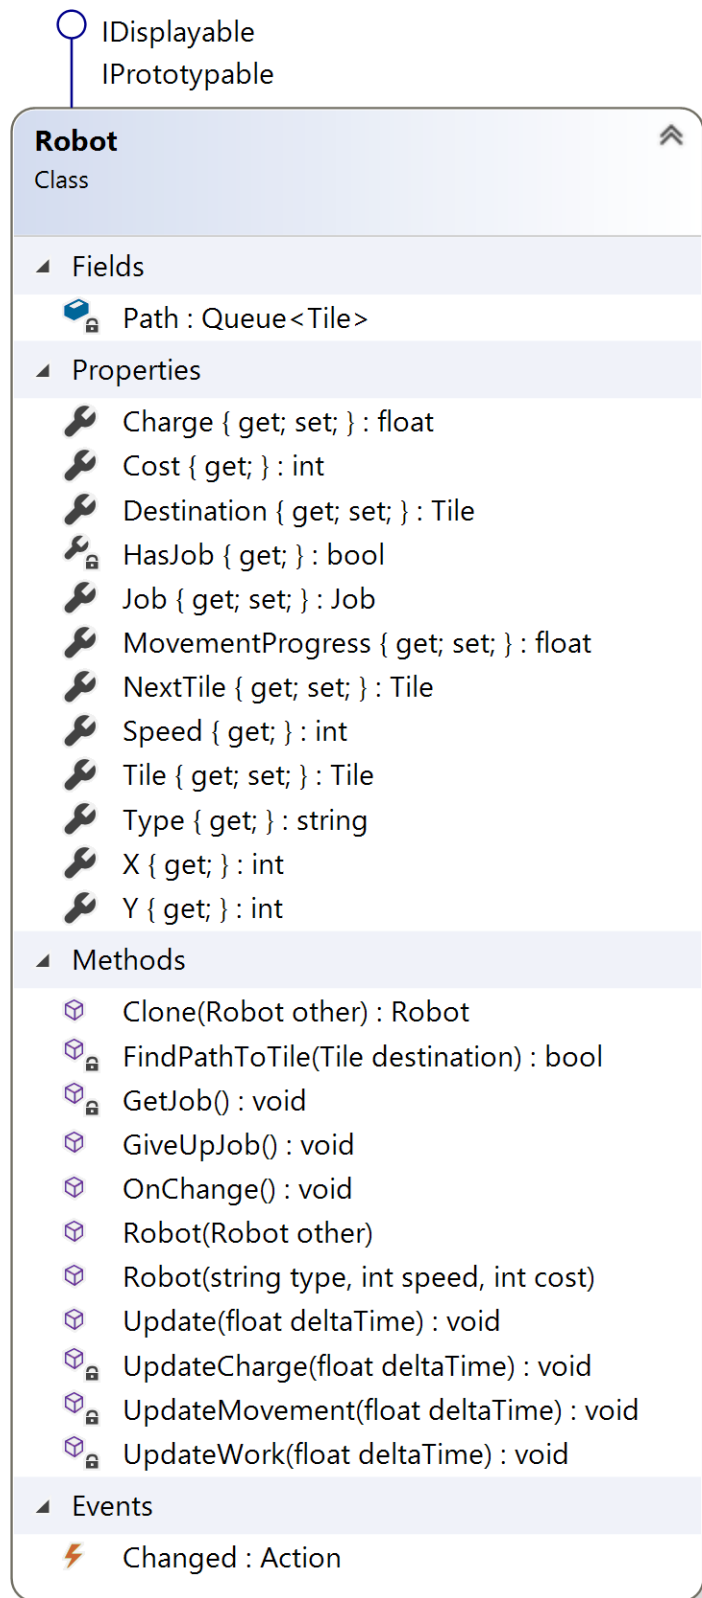 IDisplayable
IPrototypable
Robot
Class
Fields
Path : Queue<Tile>
Properties
Charge { get; set; } : float
Cost { get; } : int
Destination { get; set; } : Tile
HasJob { get; } : bool
Job { get; set; } : Job
MovementProgress { get; set; } : float
NextTile { get; set; } : Tile
Speed { get; } : int
Tile { get; set; } : Tile
Type { get; } : string
X { get; } : int
Y { get; } : int
Methods
Clone(Robot other) : Robot
FindPathToTile(Tile destination) : bool
GetJob() : void
GiveUpJob() : void
OnChange() : void
Robot(Robot other)
Robot(string type, int speed, int cost)
Update(float deltaTime) : void
UpdateCharge(float deltaTime) : void
UpdateMovement(float deltaTime) : void
UpdateWork(float deltaTime) : void
Events
Changed : Action